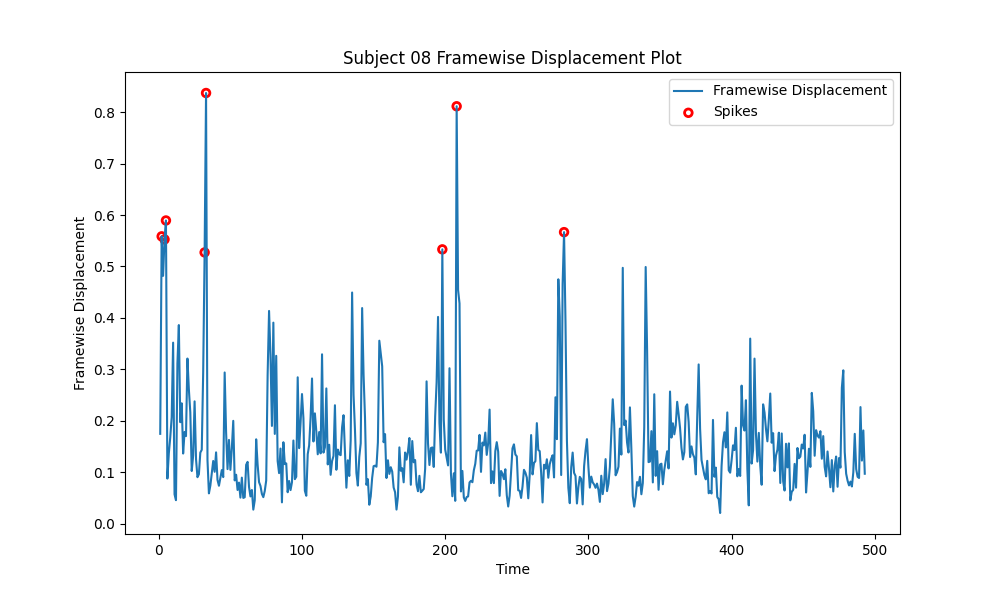 Subject 08 Framewise Displacement Plot
Framewise Displacement
Spikes
0.8
0.7
0.6
0.5
0.4
0.3
0.2
0.1
0.0
Framewise Displacement
0 100 200 300 400 500
Time